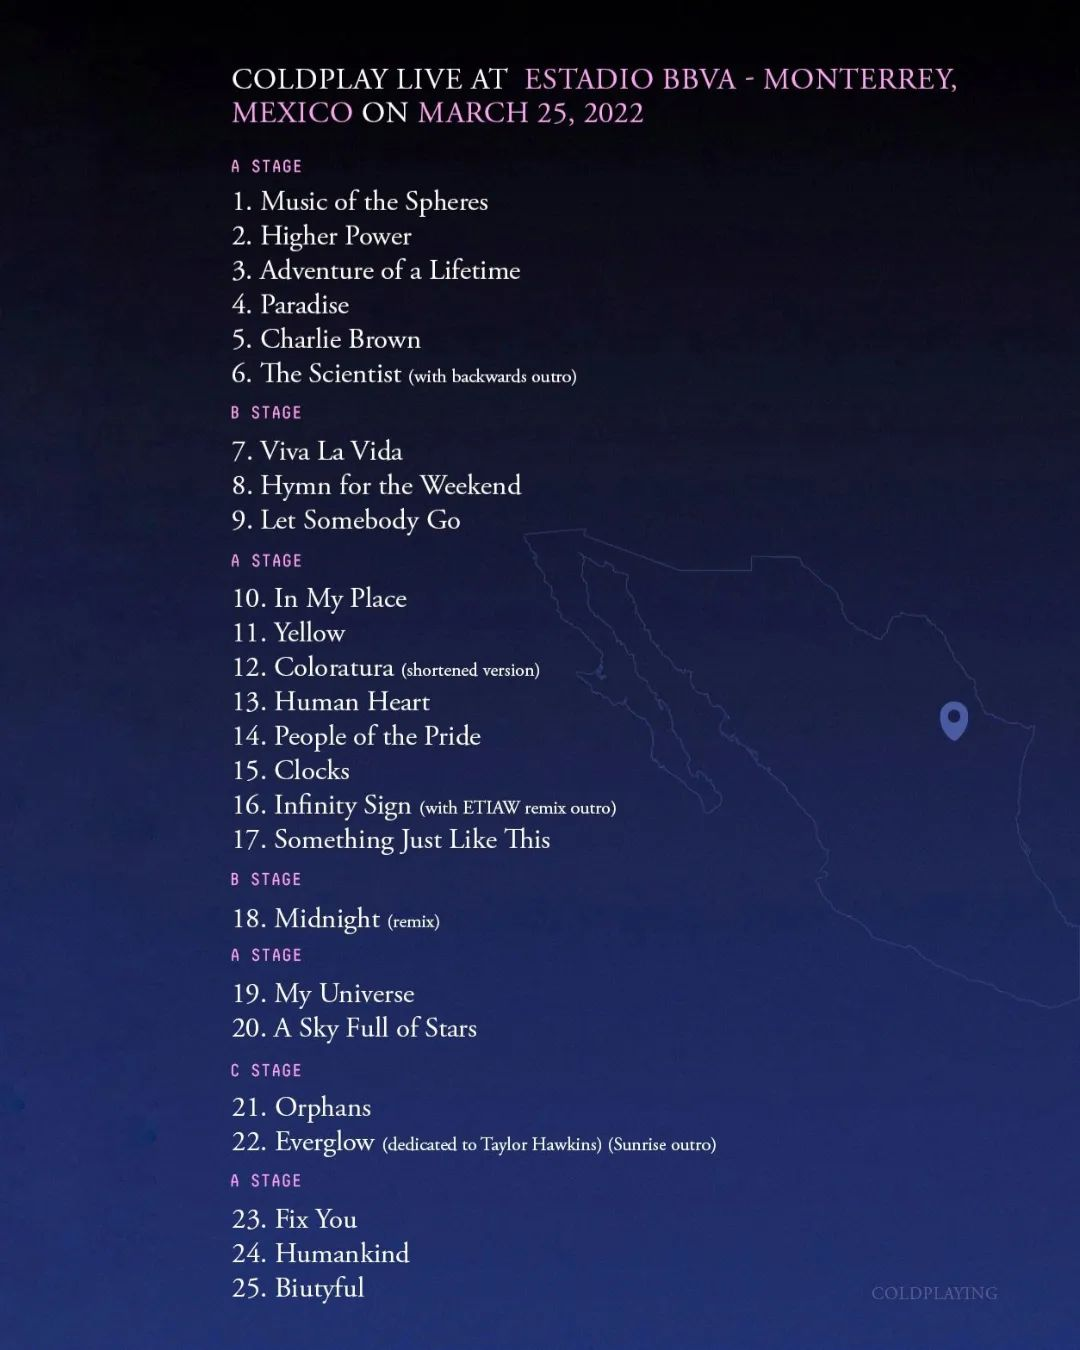 COLDPLAY LIVE AT ESTADIO BBVA - MONTERREY,
MEXICO ON MARCH 25, 2022
A STAGE
1. Music of the Spheres
2. Higher Power
3. Adventure of a Lifetime
4. Paradise
5. Charlie Brown
6. The Scientist (with backwards outro)
B STAGE
7. Viva La Vida
8. Hymn for the Weekend
9. Let Somebody Go
A STAGE
10. In My Place
11. Yellow
12. Coloratura (shortened version)
13. Human Heart
14. People of the Pride
15. Clocks
16. Infinity Sign (with ETIAW remix outro)
17. Something Just Like This
B STAGE
18. Midnight (remix)
A STAGE
19. My Universe
20. A Sky Full of Stars
C STAGE
21. Orphans
22. Everglow (dedicated to Taylor Hawkins) (Sunrise outro)
A STAGE
23. Fix You
24. Humankind
25. Biutyful
COLDPLAYING